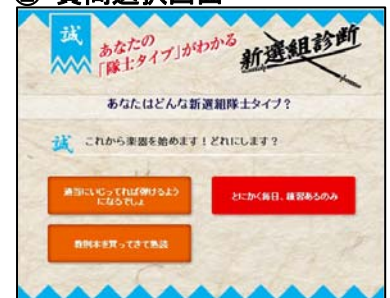 ② 質問選択画面
誠
あなたの
「隊士タイプ」がわかる
新選組診断
あなたはどんな新選組隊士タイプ?
誠 これから楽器を始めます!どれにします?
適当にいじってれば弾けるよう
になるでしょ
とにかく毎日、練習あるのみ
教則本を買ってきて熟読